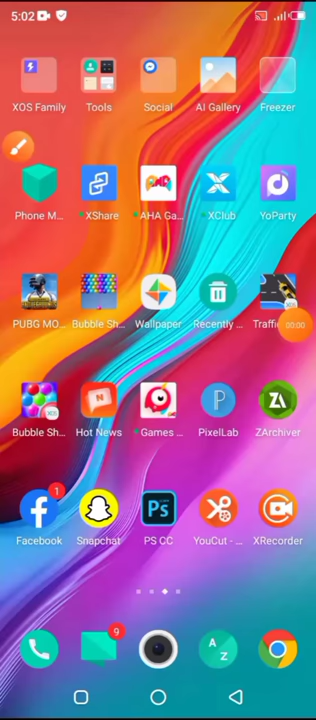 5:02
XOS Family
Tools
Social
AI Gallery
Freezer
Phone M...
XShare
AHA Ga...
XClub
YoParty
PUBG MO...
Bubble Sh...
Wallpaper
Recently ...
Traffi
00:00
Bubble Sh...
Hot News
Games ...
PixelLab
ZArchiver
1
Facebook
Snapchat
PS CC
YouCut - ...
XRecorder
9
A
Z